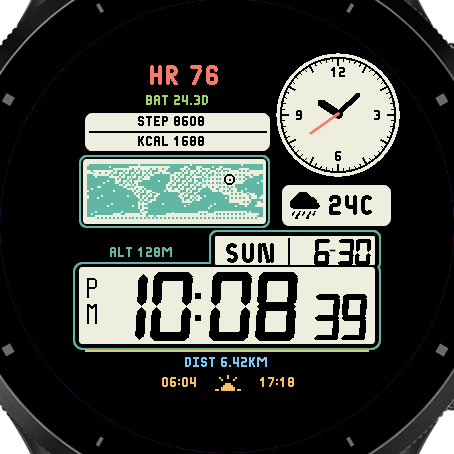 HR 76
BAT 24.3D
STEP 8608
KCAL 1688
12
3
6
9
24C
ALT 128M
SUN 6-30
PM 10:08 39
DIST 6.42KM
06:04 17:18